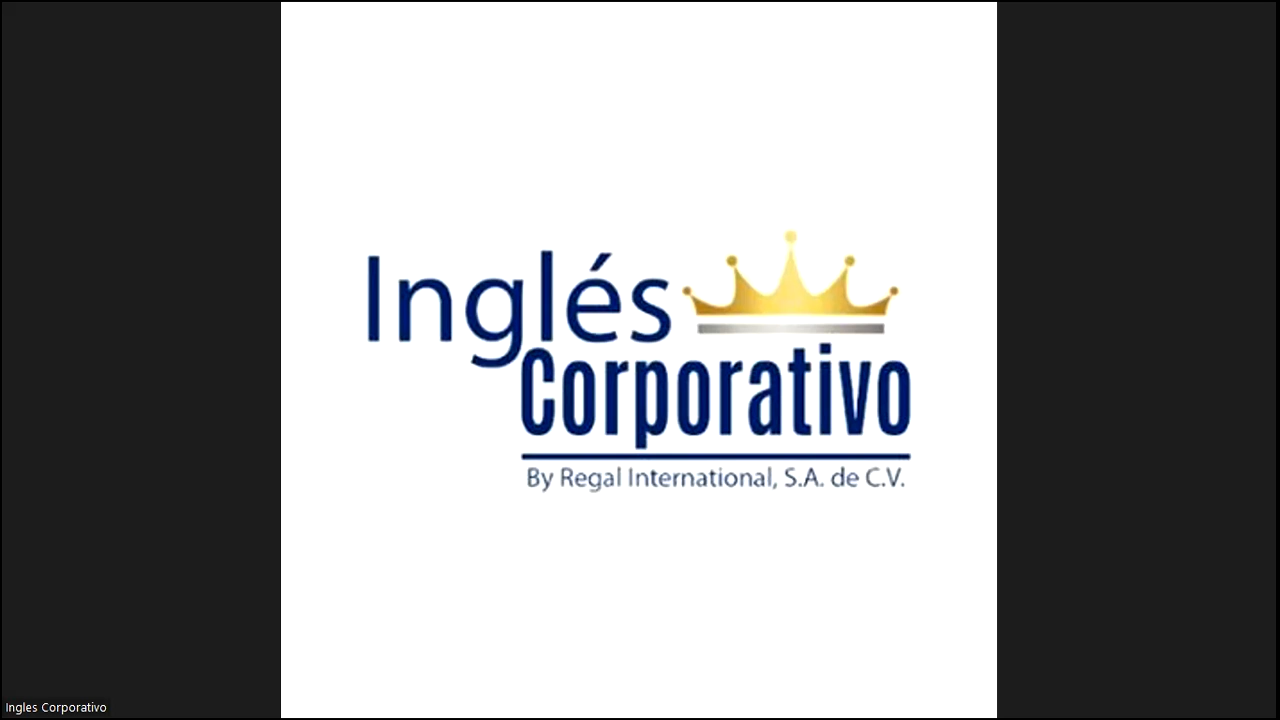 Inglés
Corporativo
By Regal International, S.A. de C.V.
Ingles Corporativo